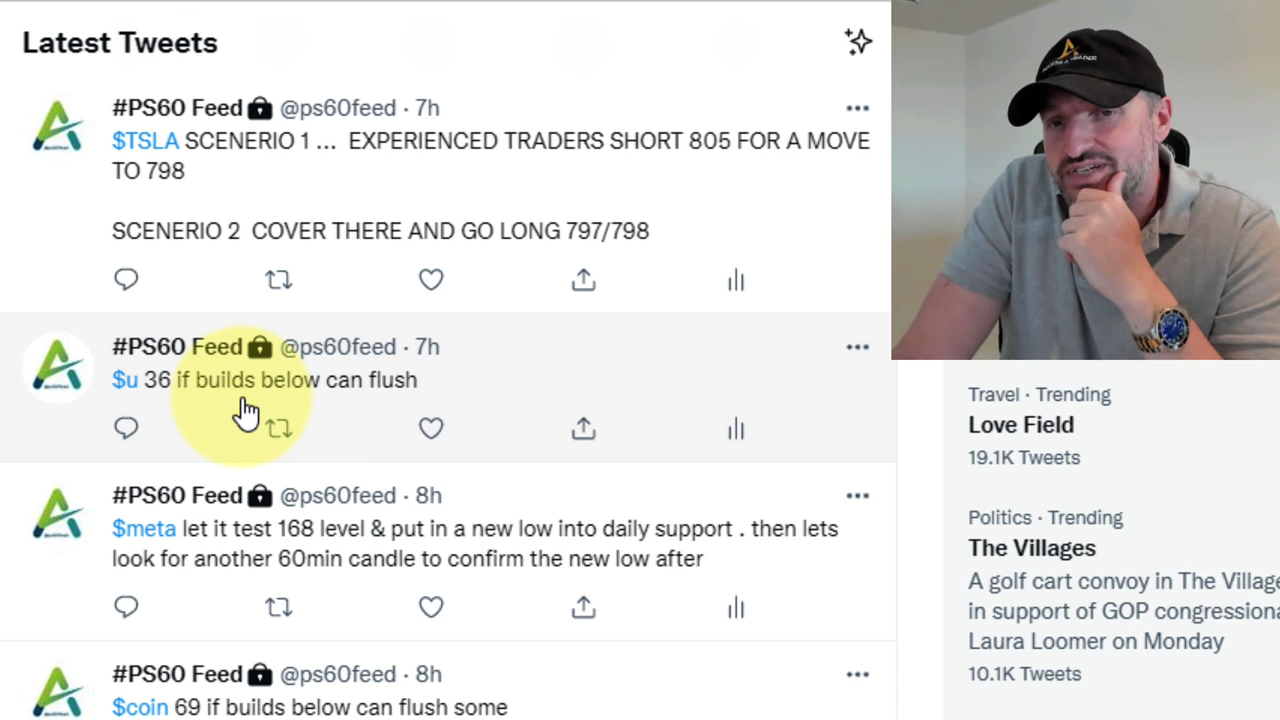 Latest Tweets
#PS60 Feed @ps60feed · 7h
$TSLA SCENERIO 1 ... EXPERIENCED TRADERS SHORT 805 FOR A MOVE
TO 798
SCENERIO 2 COVER THERE AND GO LONG 797/798
#PS60 Feed @ps60feed · 7h
$u 36 if builds below can flush
#PS60 Feed @ps60feed · 8h
$meta let it test 168 level & put in a new low into daily support . then lets
look for another 60min candle to confirm the new low after
#PS60 Feed @ps60feed · 8h
$coin 69 if builds below can flush some
Travel · Trending
Love Field
19.1K Tweets
Politics · Trending
The Villages
A golf cart convoy in The Village
in support of GOP congressiona
Laura Loomer on Monday
10.1K Tweets